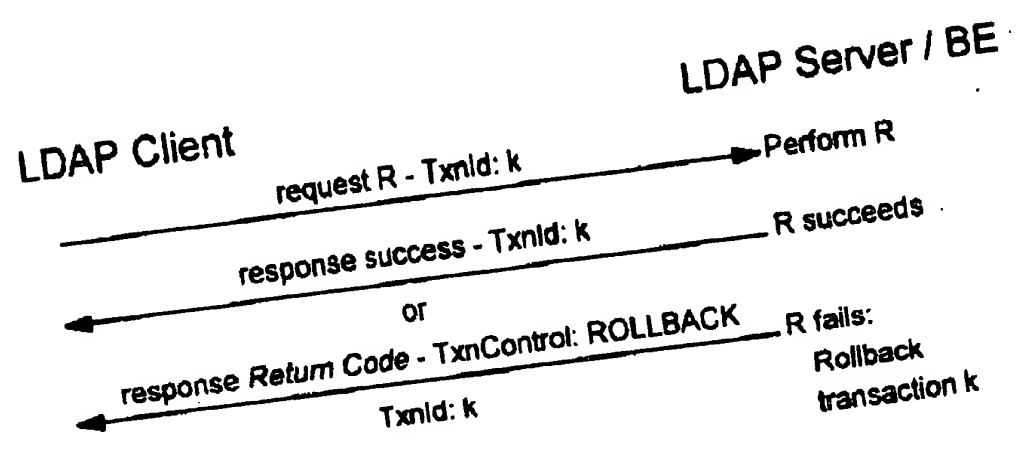 LDAP Server / BE
LDAP Client
request R - TxnId: k
Perform R
response success - TxnId: k
R succeeds
or
response Return Code - TxnControl: ROLLBACK
TxnId: k
R fails:
Rollback
transaction k